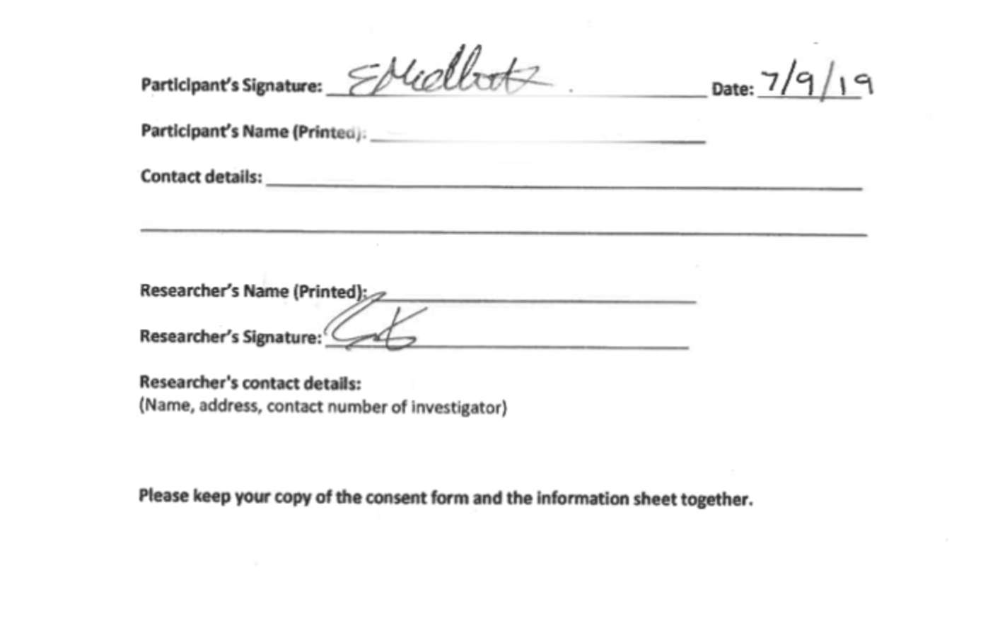 Participant's Signature: Date: 7/9/19
Participant's Name (Printed):
Contact details:
Researcher's Name (Printed):
Researcher's Signature:
Researcher's contact details:
(Name, address, contact number of investigator)
Please keep your copy of the consent form and the information sheet together.